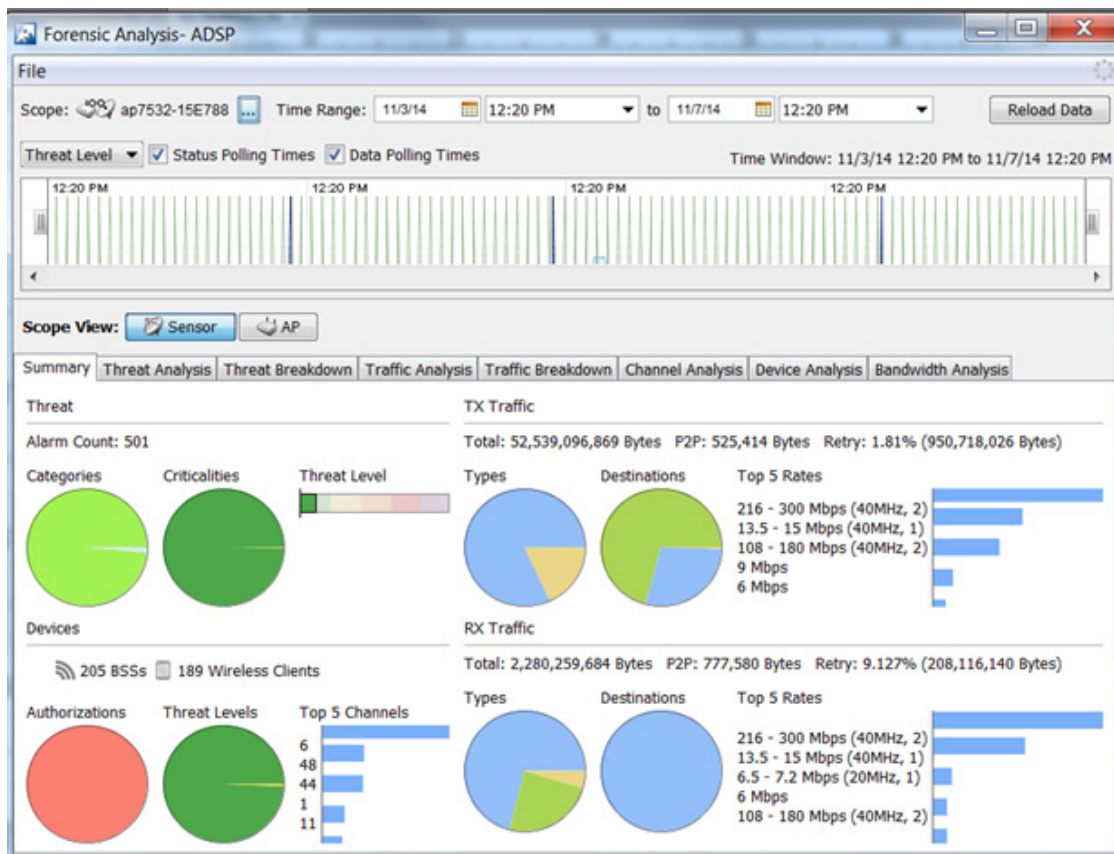 Forensic Analysis- ADSP
File
Scope: ap7532-15E788 ... Time Range: 11/3/14 12:20 PM to 11/7/14 12:20 PM Reload Data
Threat Level Status Polling Times Data Polling Times Time Window: 11/3/14 12:20 PM to 11/7/14 12:20 PM
12:20 PM 12:20 PM 12:20 PM 12:20 PM
Scope View: Sensor AP
Summary Threat Analysis Threat Breakdown Traffic Analysis Traffic Breakdown Channel Analysis Device Analysis Bandwidth Analysis
Threat
Alarm Count: 501
Categories Criticalities Threat Level
TX Traffic
Total: 52,539,096,869 Bytes P2P: 525,414 Bytes Retry: 1.81% (950,718,026 Bytes)
Types Destinations Top 5 Rates
216 - 300 Mbps (40MHz, 2)
13.5 - 15 Mbps (40MHz, 1)
108 - 180 Mbps (40MHz, 2)
9 Mbps
6 Mbps
Devices
205 BSSs 189 Wireless Clients
Authorizations Threat Levels Top 5 Channels
6
48
44
1
11
RX Traffic
Total: 2,280,259,684 Bytes P2P: 777,580 Bytes Retry: 9.127% (208,116,140 Bytes)
Types Destinations Top 5 Rates
216 - 300 Mbps (40MHz, 2)
13.5 - 15 Mbps (40MHz, 1)
6.5 - 7.2 Mbps (20MHz, 1)
6 Mbps
108 - 180 Mbps (40MHz, 2)